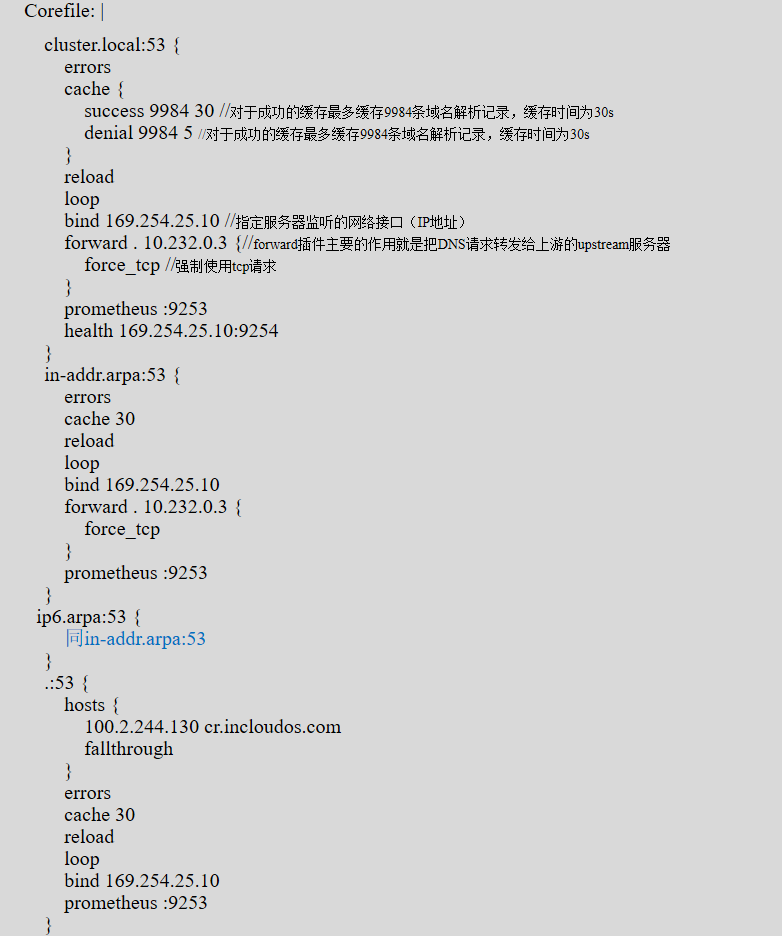 Corefile: |
cluster.local:53 {
errors
cache {
success 9984 30 //对于成功的缓存最多缓存9984条域名解析记录，缓存时间为30s
denial 9984 5 //对于成功的缓存最多缓存9984条域名解析记录，缓存时间为30s
}
reload
loop
bind 169.254.25.10 //指定服务器监听的网络接口（IP地址）
forward . 10.232.0.3 {//forward插件主要的作用就是把DNS请求转发给上游的upstream服务器
force_tcp //强制使用tcp请求
}
prometheus :9253
health 169.254.25.10:9254
}
in-addr.arpa:53 {
errors
cache 30
reload
loop
bind 169.254.25.10
forward . 10.232.0.3 {
force_tcp
}
prometheus :9253
}
ip6.arpa:53 {
同in-addr.arpa:53
}
.:53 {
hosts {
100.2.244.130 cr.incloudos.com
fallthrough
}
errors
cache 30
reload
loop
bind 169.254.25.10
prometheus :9253
}